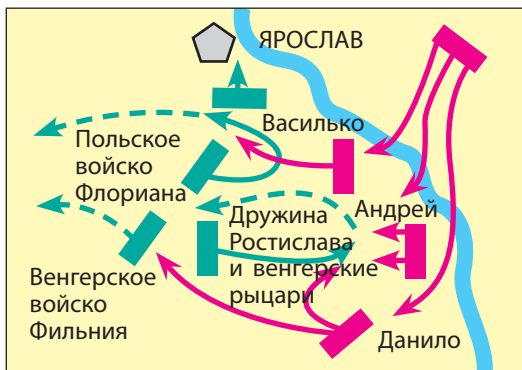 ЯРОСЛАВ
Василько
Польское
войско
Флориана
Андрей
Дружина
Ростислава
и венгерские
рыцари
Венгерское
войско
Фильния
Данило